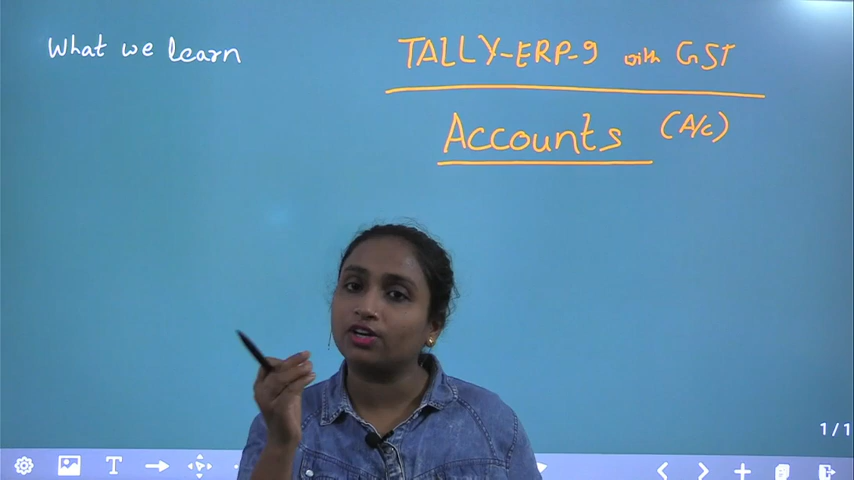 What we learn
TALLY-ERP-9 with GST
Accounts (A/c)
1/1
T